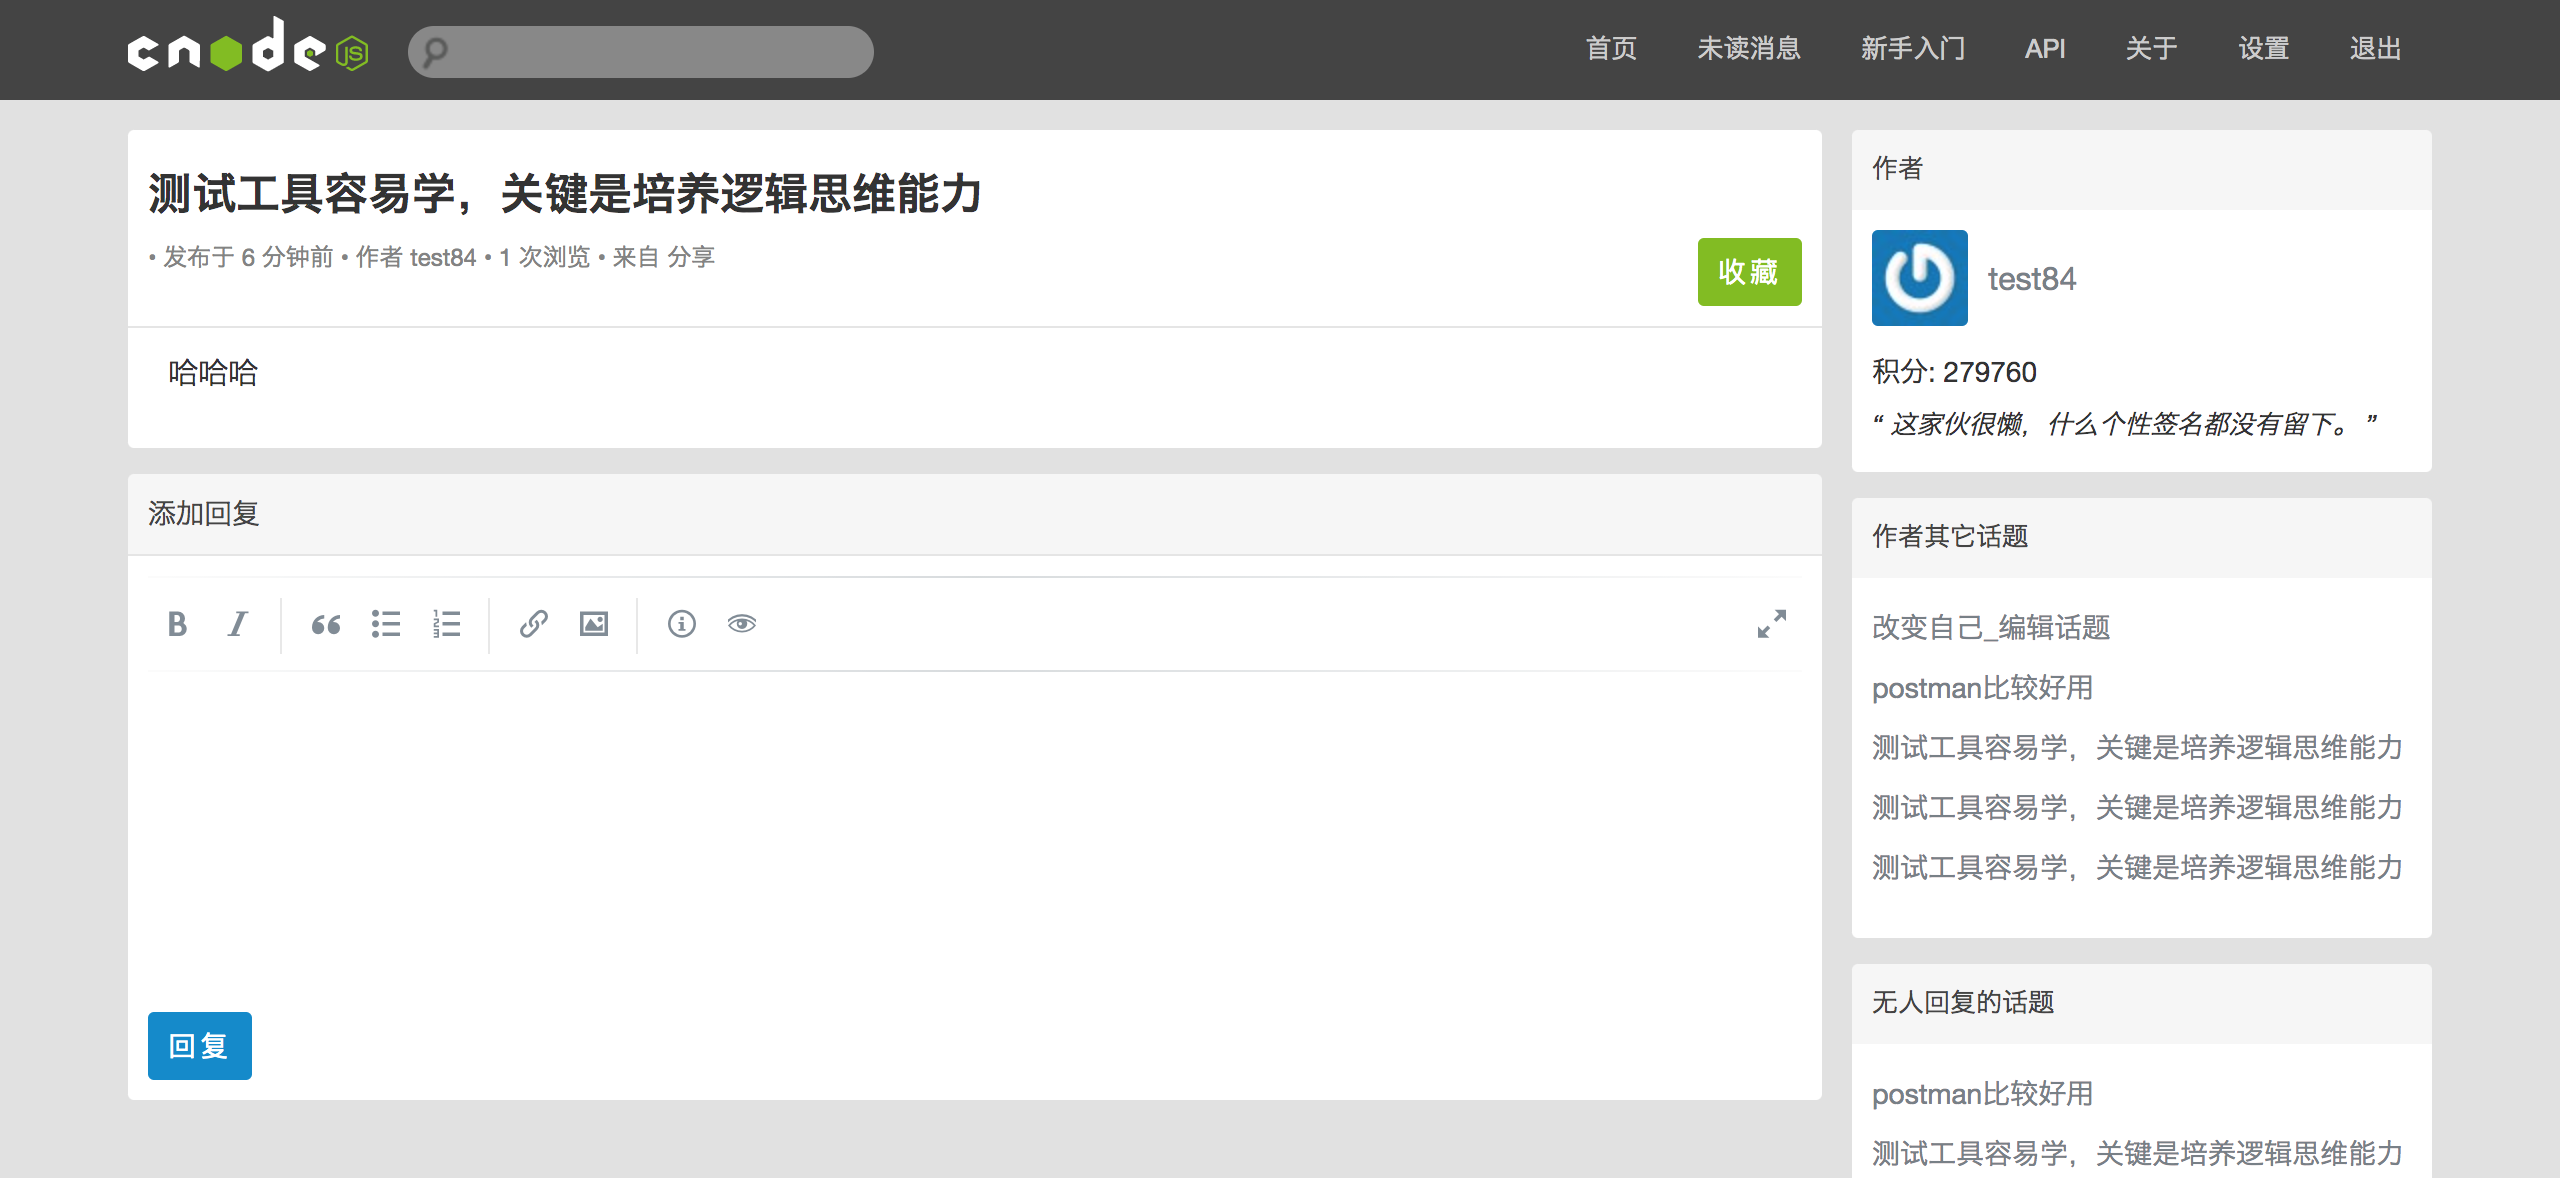 cnode JS
首页 未读消息 新手入门 API 关于 设置 退出
测试工具容易学，关键是培养逻辑思维能力
• 发布于 6 分钟前 • 作者 test84 • 1 次浏览 • 来自 分享
收藏
哈哈哈
添加回复
回复
作者
test84
积分: 279760
“ 这家伙很懒，什么个性签名都没有留下。 ”
作者其它话题
改变自己_编辑话题
postman比较好用
测试工具容易学，关键是培养逻辑思维能力
测试工具容易学，关键是培养逻辑思维能力
测试工具容易学，关键是培养逻辑思维能力
无人回复的话题
postman比较好用
测试工具容易学，关键是培养逻辑思维能力